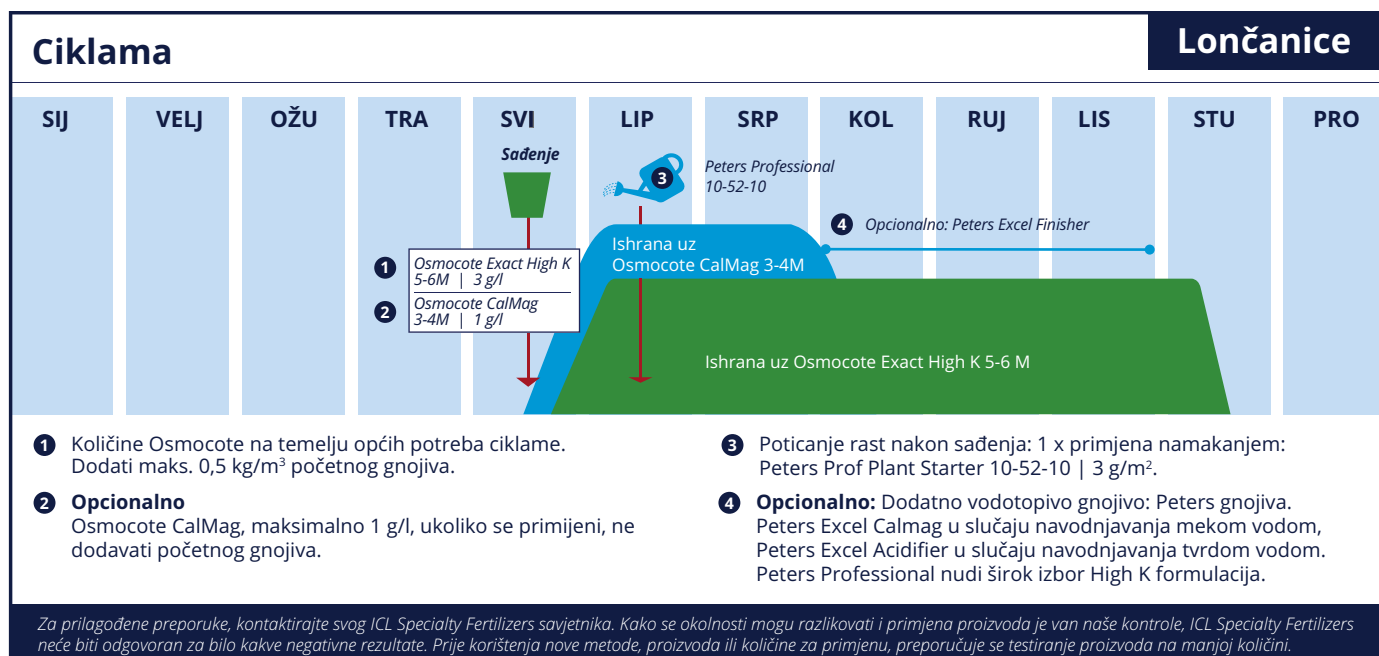 Ciklama
Lončanice
SIJ VELJ OŽU TRA SVI LIP SRP KOL RUJ LIS STU PRO
Sađenje
3
Peters Professional
10-52-10
4 Opcionalno: Peters Excel Finisher
Ishrana uz
Osmocote CalMag 3-4M
1 Osmocote Exact High K
5-6M | 3 g/l
2 Osmocote CalMag
3-4M | 1 g/l
Ishrana uz Osmocote Exact High K 5-6 M
1 Količine Osmocote na temelju općih potreba ciklame.
Dodati maks. 0,5 kg/m³ početnog gnojiva.
2 Opcionalno
Osmocote CalMag, maksimalno 1 g/l, ukoliko se primijeni, ne
dodavati početnog gnojiva.
3 Poticanje rast nakon sađenja: 1 x primjena namakanjem:
Peters Prof Plant Starter 10-52-10 | 3 g/m².
4 Opcionalno: Dodatno vodotopivo gnojivo: Peters gnojiva.
Peters Excel Calmag u slučaju navodnjavanja mekom vodom,
Peters Excel Acidifier u slučaju navodnjavanja tvrdom vodom.
Peters Professional nudi širok izbor High K formulacija.
Za prilagođene preporuke, kontaktirajte svog ICL Specialty Fertilizers savjetnika. Kako se okolnosti mogu razlikovati i primjena proizvoda je van naše kontrole, ICL Specialty Fertilizers
neće biti odgovoran za bilo kakve negativne rezultate. Prije korištenja nove metode, proizvoda ili količine za primjenu, preporučuje se testiranje proizvoda na manjoj količini.